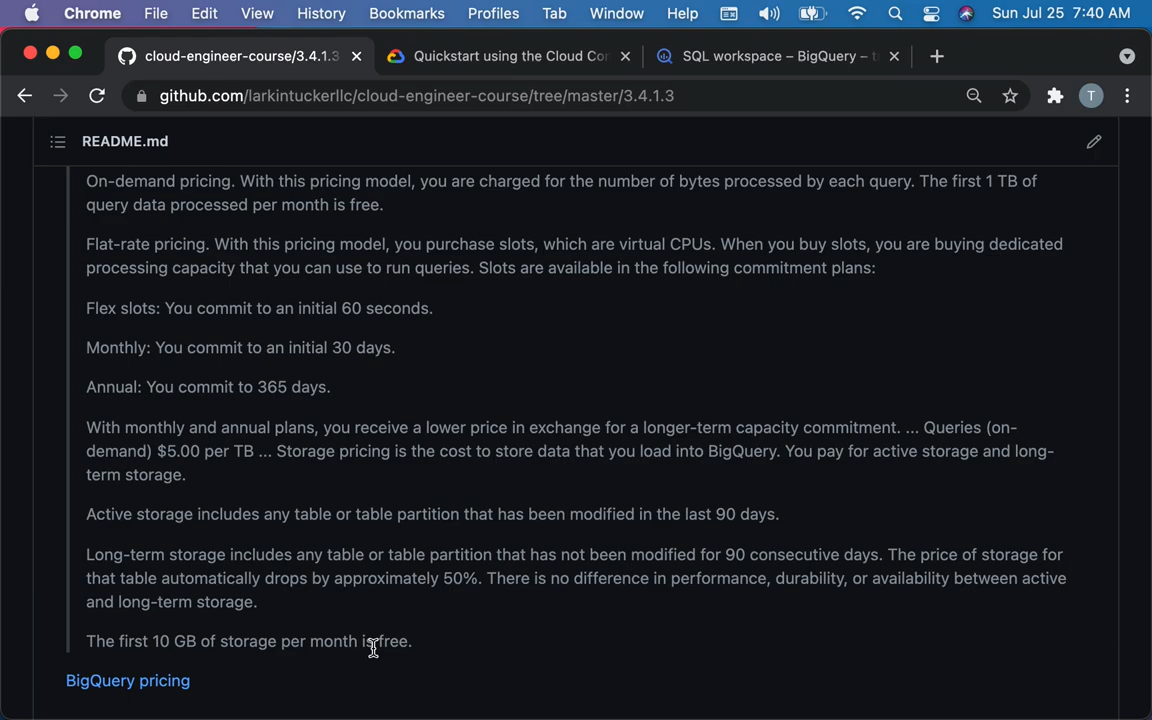 Chrome File Edit View History Bookmarks Profiles Tab Window Help Sun Jul 25 7:40 AM
cloud-engineer-course/3.4.1.3 Quickstart using the Cloud Con SQL workspace – BigQuery –
github.com/larkintuckerllc/cloud-engineer-course/tree/master/3.4.1.3 T
README.md
On-demand pricing. With this pricing model, you are charged for the number of bytes processed by each query. The first 1 TB of
query data processed per month is free.
Flat-rate pricing. With this pricing model, you purchase slots, which are virtual CPUs. When you buy slots, you are buying dedicated
processing capacity that you can use to run queries. Slots are available in the following commitment plans:
Flex slots: You commit to an initial 60 seconds.
Monthly: You commit to an initial 30 days.
Annual: You commit to 365 days.
With monthly and annual plans, you receive a lower price in exchange for a longer-term capacity commitment. ... Queries (on-
demand) $5.00 per TB ... Storage pricing is the cost to store data that you load into BigQuery. You pay for active storage and long-
term storage.
Active storage includes any table or table partition that has been modified in the last 90 days.
Long-term storage includes any table or table partition that has not been modified for 90 consecutive days. The price of storage for
that table automatically drops by approximately 50%. There is no difference in performance, durability, or availability between active
and long-term storage.
The first 10 GB of storage per month is free.
BigQuery pricing